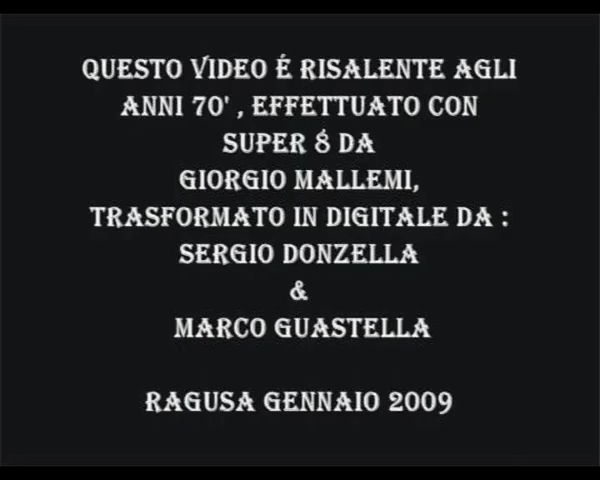 QUESTO VIDEO É RISALENTE AGLI
ANNI 70' , EFFETTUATO CON
SUPER 8 DA
GIORGIO MALLEMI,
TRASFORMATO IN DIGITALE DA :
SERGIO DONZELLA
&
MARCO GUASTELLA
RAGUSA GENNAIO 2009